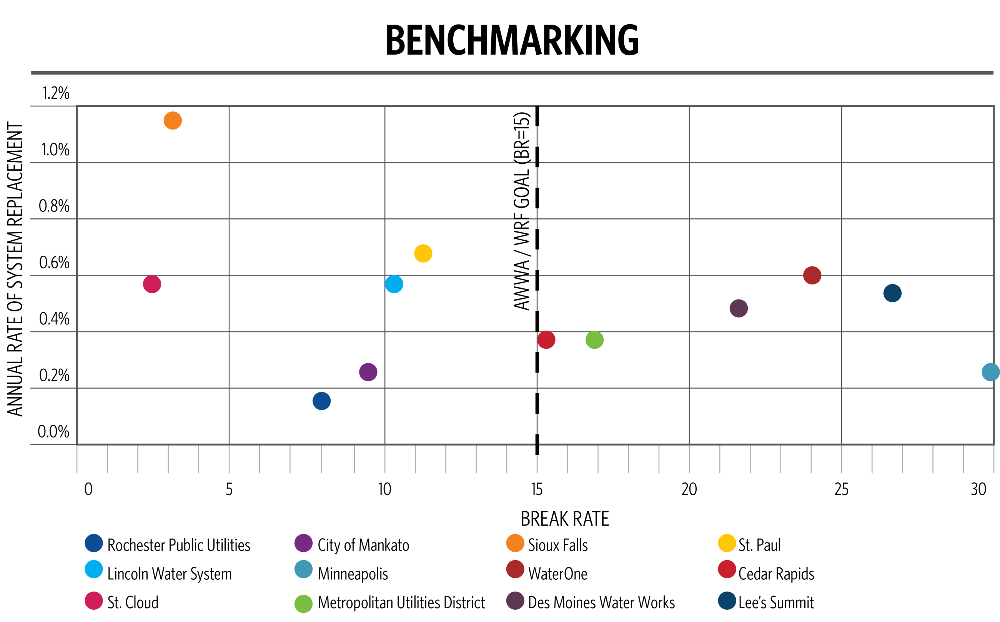 BENCHMARKING
ANNUAL RATE OF SYSTEM REPLACEMENT
1.2%
1.0%
0.8%
0.6%
0.4%
0.2%
0.0%
AWWA / WRF GOAL (BR=15)
0 5 10 15 20 25 30
BREAK RATE
Rochester Public Utilities City of Mankato Sioux Falls St. Paul
Lincoln Water System Minneapolis WaterOne Cedar Rapids
St. Cloud Metropolitan Utilities District Des Moines Water Works Lee's Summit